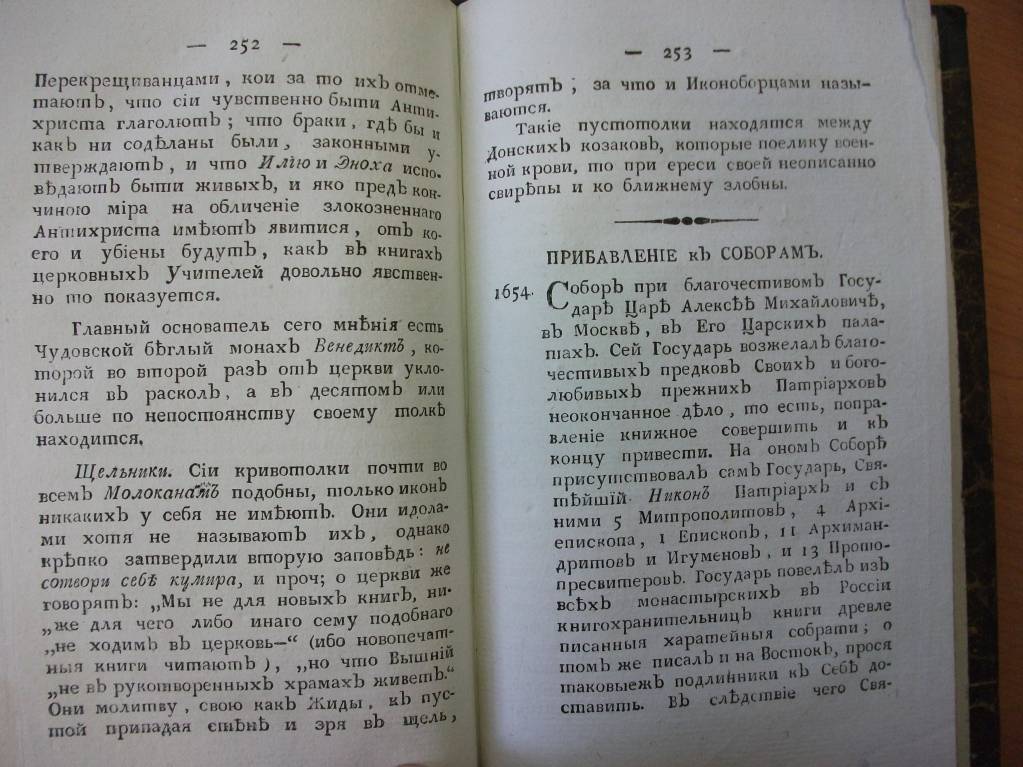 — 252 —
Перекрещиванцами, кои за то ихЪ отме-
таютЪ, что сіи чувственно быти Анти-
христа глаголютЪ; что браки, гдѣ бы и
какЪ ни содѣланы были, законными у-
тверждаютЪ, и что Илію и Эноха испо-
вѣдаютЪ быти живыхЪ, и яко предЪ кон-
чиною міра на обличеніе злокозненнаго
Антихриста имѣютЪ явитися, отЪ ко-
его и убіены будутЪ, какЪ вЪ книгахЪ
церковныхЪ Учителей довольно явствен-
но то показуется.
Главный основатель сего мнѣнія есть
Чудовской бѣглый монахЪ ВенедиктЪ, ко-
торой во второй разЪ отЪ церкви укло-
нился вЪ расколЪ, а вЪ десятомЪ или
больше по непостоянству своему толкѣ
находится.
Щельники. Сіи кривотолки почти во
всемЪ МолоканамЪ подобны, только иконЪ
никакихЪ у себя не имѣютЪ. Они идола-
ми хотя не называютЪ ихЪ, однако
крѣпко затвердили вторую заповѣдь: не
сотвори себѣ кумира, и проч; о церкви же
говорятЪ: „Мы не для новыхЪ книгЪ, ни-
„же для чего либо инаго сему подобнаго
„не ходимЪ вЪ церковь—“ (ибо новопечат-
ныя книги читаютЪ), „но что Вышній
„не вЪ рукотворенныхЪ храмахЪ живетЪ.“
Они молитву, свою какЪ Жиды, кЪ пус-
той припадая стѣнѣ и зря вЪ щель,
— 253 —
творятЪ; за что и Иконоборцами назы-
ваются.
Такіе пустотолки находятся между
Донскихъ козаковЪ, которые поелику воен-
ной крови, то при ереси своей неописанно
свирѣпы и ко ближнему злобны.
ПРИБАВЛЕНІЕ кЪ СОБОРАМЪ.
1654. СоборЪ при благочестивомЪ Госу-
дарѣ Царѣ Алексѣѣ Михайловичѣ,
вЪ Москвѣ, вЪ Его ЦарскихЪ пала-
тахЪ. Сей Государь возжелалЪ благо-
честивыхЪ предковЪ СвоихЪ и бого-
любивыхЪ прежнихЪ ПатріарховЪ
неокончанное дѣло, то есть, попра-
вленіе книжное совершить и кЪ
концу привести. На ономЪ Соборѣ
присутствовалЪ самЪ Государь, Свя-
тѣйшій НиконЪ ПатріархЪ и сЪ
ними 5 МитрополитовЪ, 4 Архі-
епископа, 1 ЕпископЪ, 11 Архиман-
дритовЪ и ИгуменовЪ, и 13 Прото-
пресвитеровЪ. Государь повелѣлЪ изЪ
всѣхЪ монастырскихЪ вЪ Россіи
книгохранительницЪ книги древле
писанныя харатейныя собрати; о
томЪ же писалЪ и на ВостокЪ, прося
таковыежЪ подлинники кЪ Себѣ до-
ставить. ВЪ слѣдствіе чего Свя-